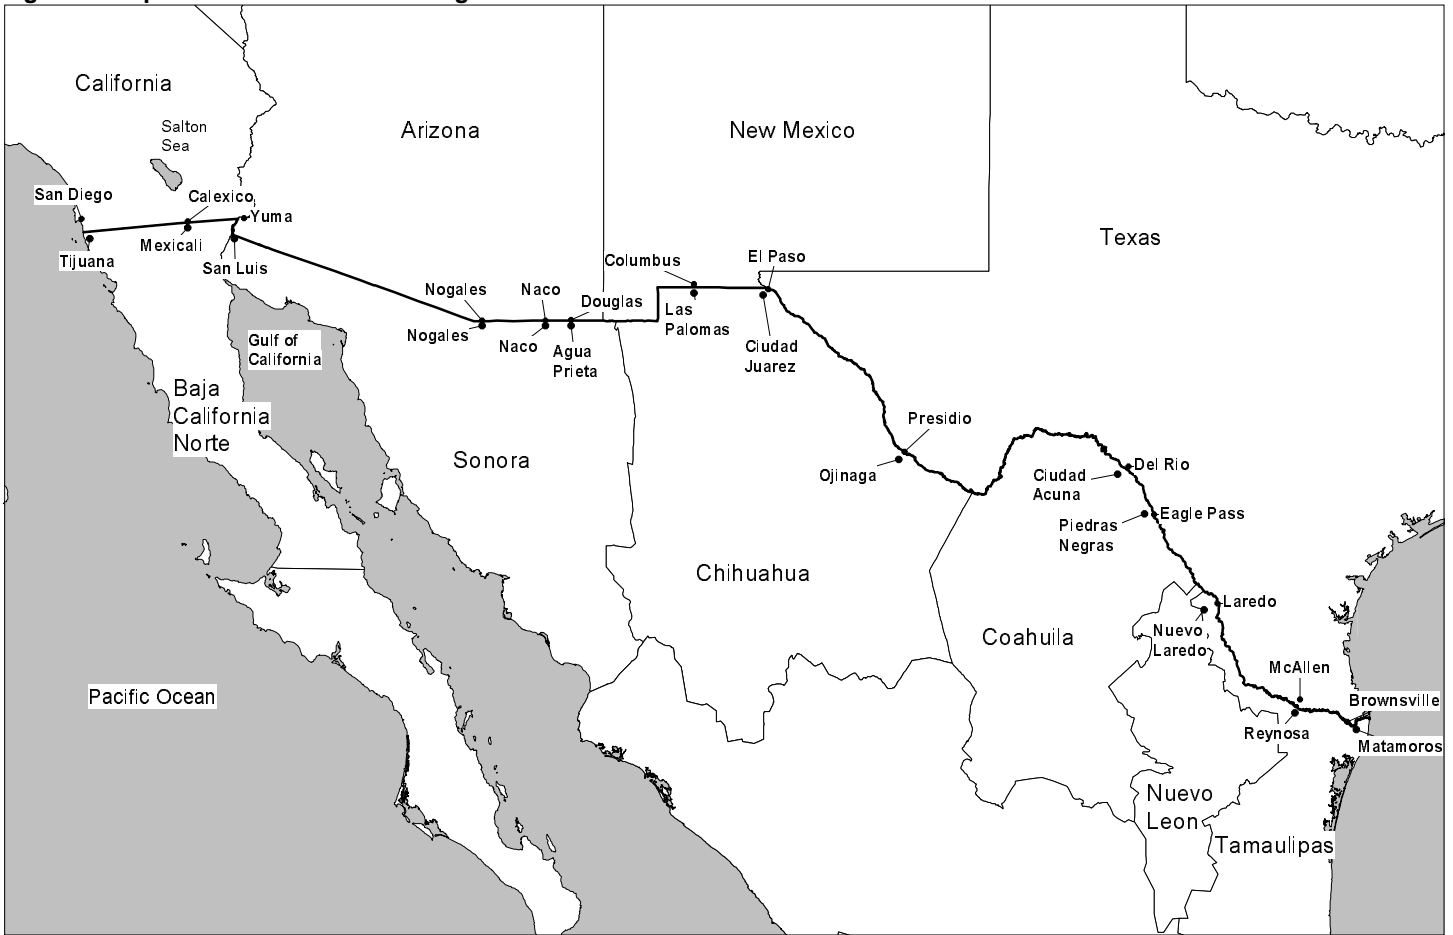 California
Salton
Sea
Arizona
New Mexico
Texas
San Diego
Calexico
Yuma
Mexicali
Tijuana
San Luis
Columbus
El Paso
Nogales
Naco
Douglas
Las
Palomas
Nogales
Naco
Agua
Prieta
Ciudad
Juarez
Gulf of
California
Baja
California
Norte
Sonora
Presidio
Ojinaga
Ciudad
Acuna
Del Rio
Piedras
Negras
Eagle Pass
Chihuahua
Coahuila
Laredo
Nuevo
Laredo
McAllen
Brownsville
Reynosa
Matamoros
Pacific Ocean
Nuevo
Leon
Tamaulipas